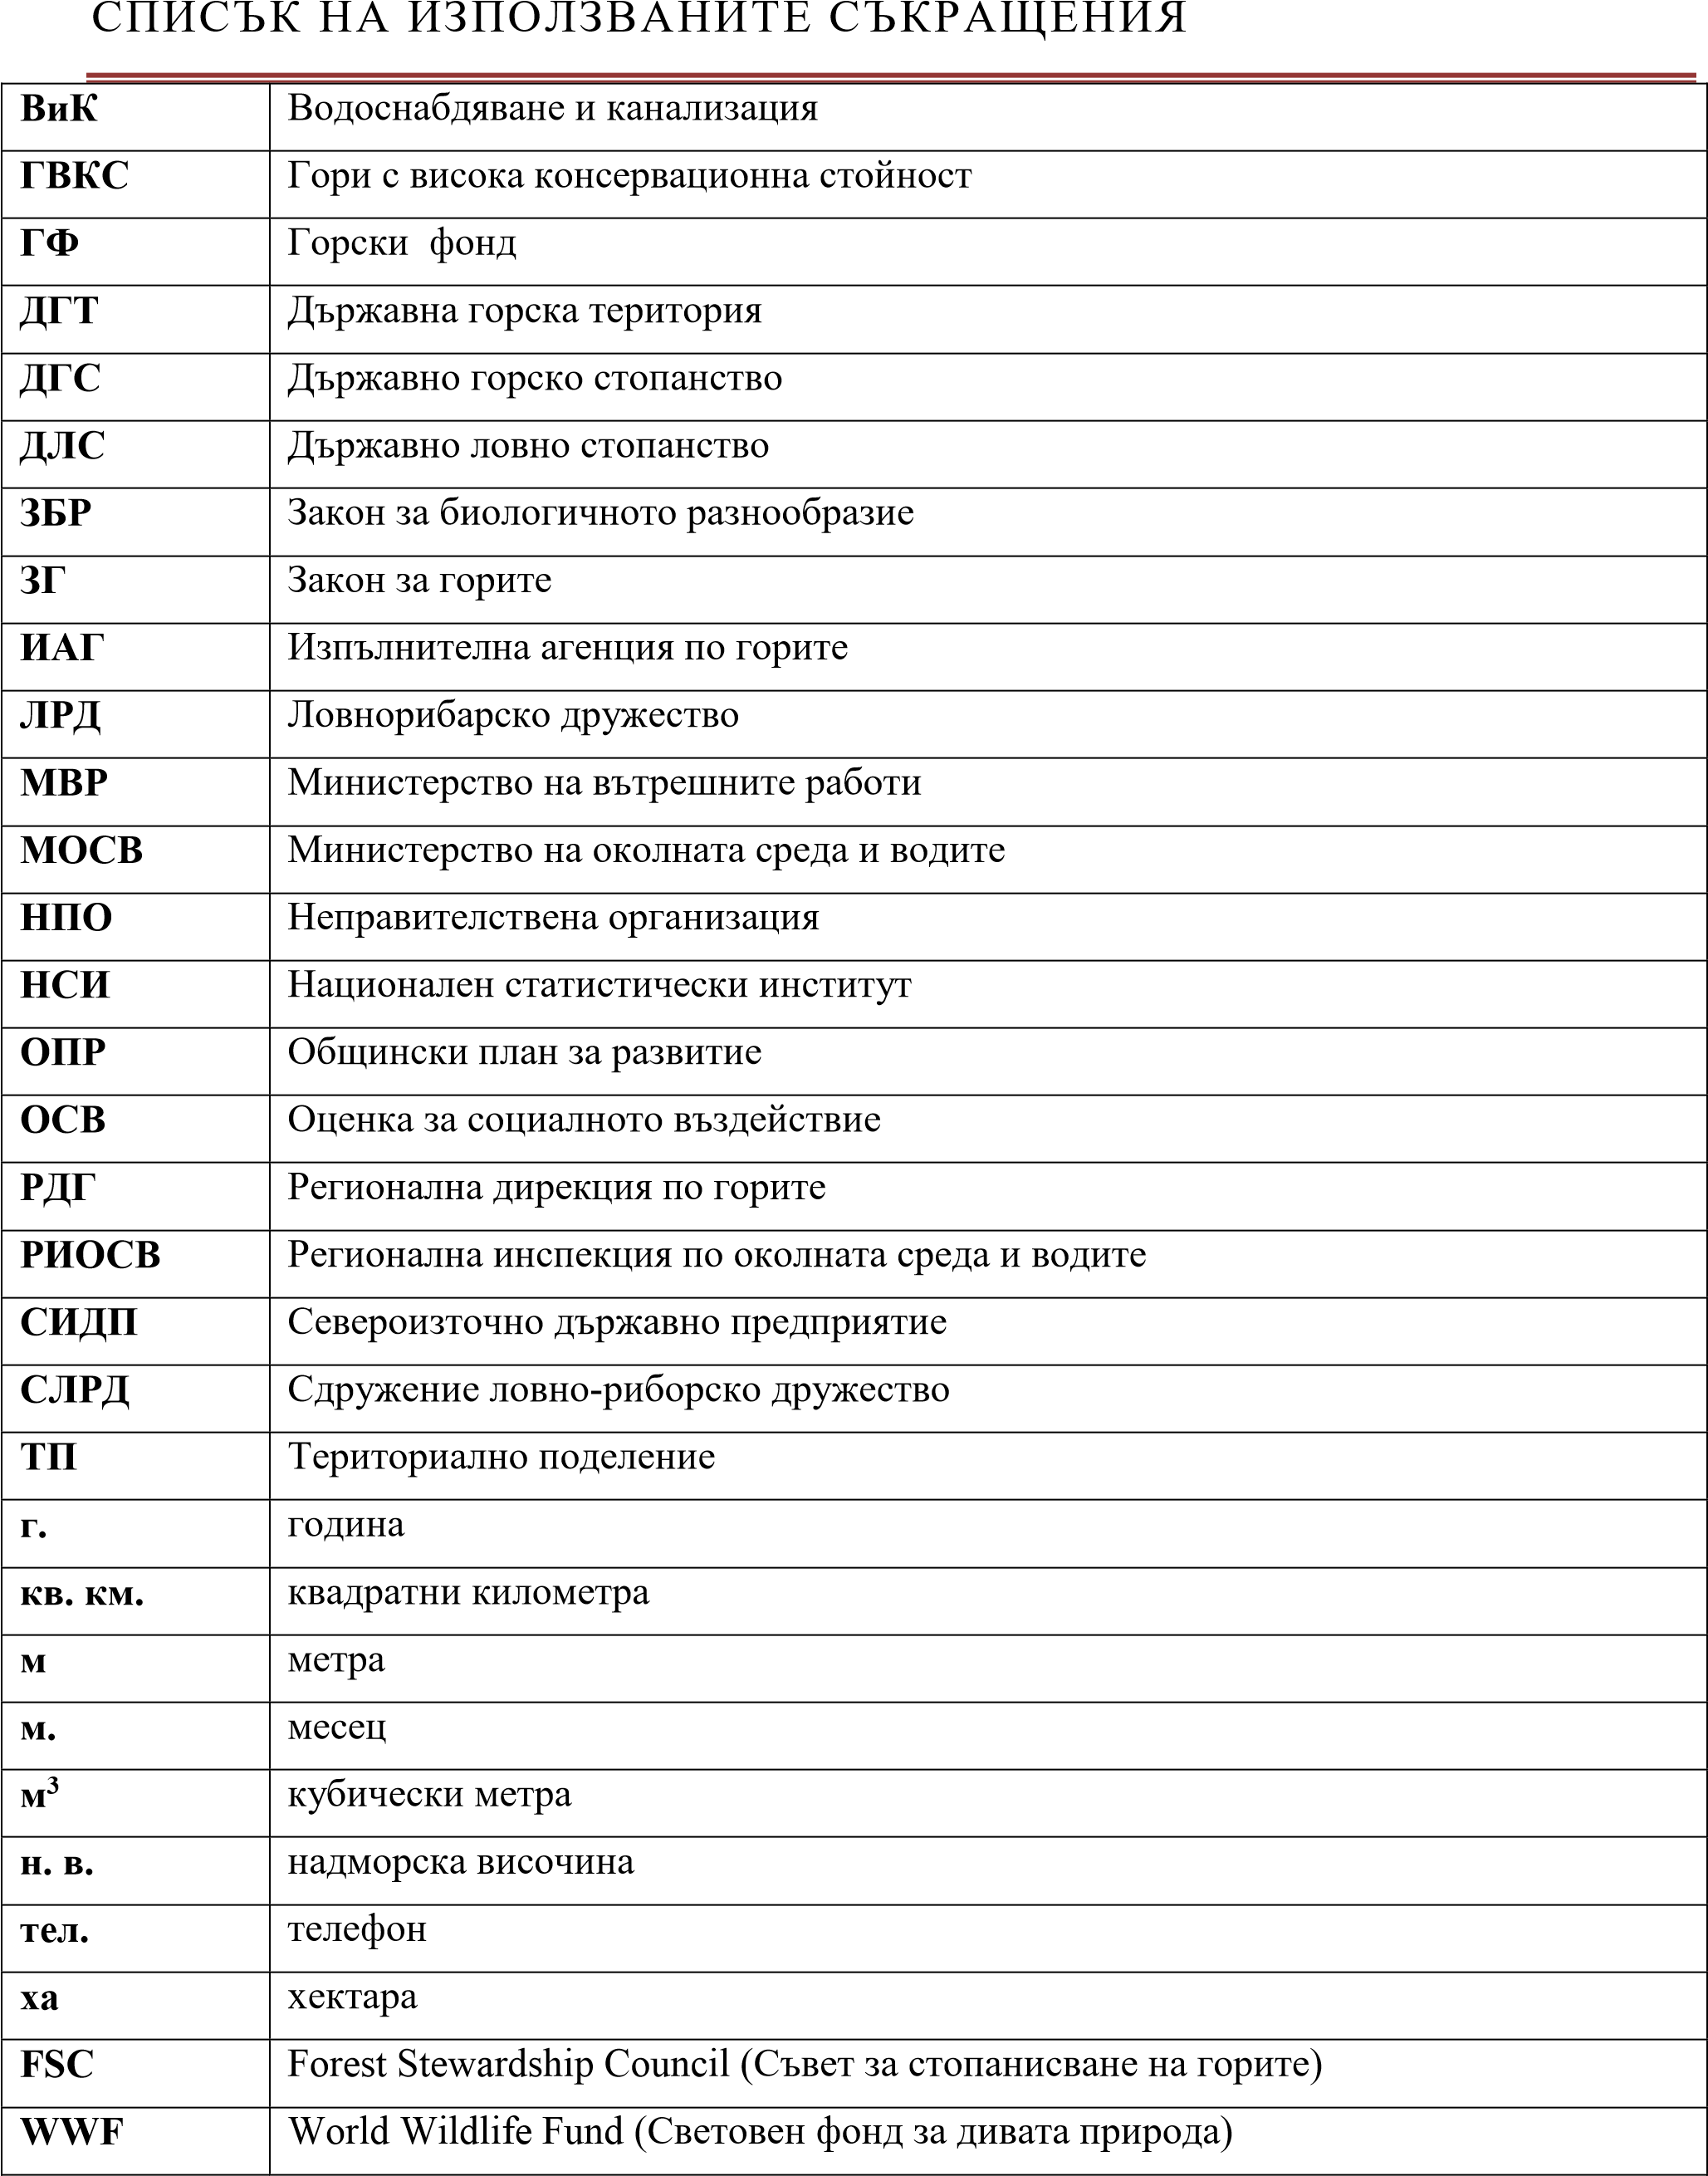 СПИСЪК НА ИЗПОЛЗВАНИТЕ СЪКРАЩЕНИЯ
ВиК Водоснабдяване и канализация
ГВКС Гори с висока консервационна стойност
ГФ Горски фонд
ДГТ Държавна горска територия
ДГС Държавно горско стопанство
ДЛС Държавно ловно стопанство
ЗБР Закон за биологичното разнообразие
ЗГ Закон за горите
ИАГ Изпълнителна агенция по горите
ЛРД Ловнорибарско дружество
МВР Министерство на вътрешните работи
МОСВ Министерство на околната среда и водите
НПО Неправителствена организация
НСИ Национален статистически институт
ОПР Общински план за развитие
ОСВ Оценка за социалното въздействие
РДГ Регионална дирекция по горите
РИОСВ Регионална инспекция по околната среда и водите
СИДП Североизточно държавно предприятие
СЛРД Сдружение ловно-риборско дружество
ТП Териториално поделение
г. година
кв. км. квадратни километра
м метра
м. месец
м³ кубически метра
н. в. надморска височина
тел. телефон
ха хектара
FSC Forest Stewardship Council (Съвет за стопанисване на горите)
WWF World Wildlife Fund (Световен фонд за дивата природа)